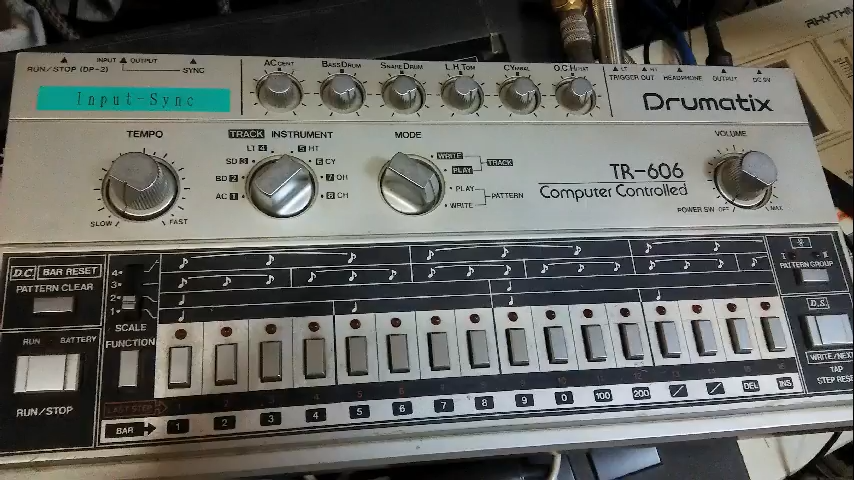 RHYTHM
RUN/STOP (DP-2)
INPUT OUTPUT
SYNC
Input-Sync
ACCENT
BASSDRUM
SNAREDRUM
L.H.TOM
CYMBAL
O.C.HIHAT
TRIGGER OUT
HEADPHONE
OUTPUT
DC 9V
Drumatix
TEMPO
SLOW
FAST
TRACK INSTRUMENT
LT 4
5 HT
SD 3
6 CY
BD 2
7 OH
AC 1
8 CH
MODE
WRITE
PLAY
TRACK
PLAY
WRITE
PATTERN
TR-606
Computer Controlled
VOLUME
POWER SW OFF
MAX
D.C. BAR RESET
PATTERN CLEAR
4
3
2
1
SCALE
FUNCTION
RUN BATTERY
RUN/STOP
PATTERN GROUP
D.S.
WRITE/NEXT
TAP
STEP RESET
LAST STEP
BAR
1 2 3 4 5 6 7 8 9 0 100 200 DEL INS